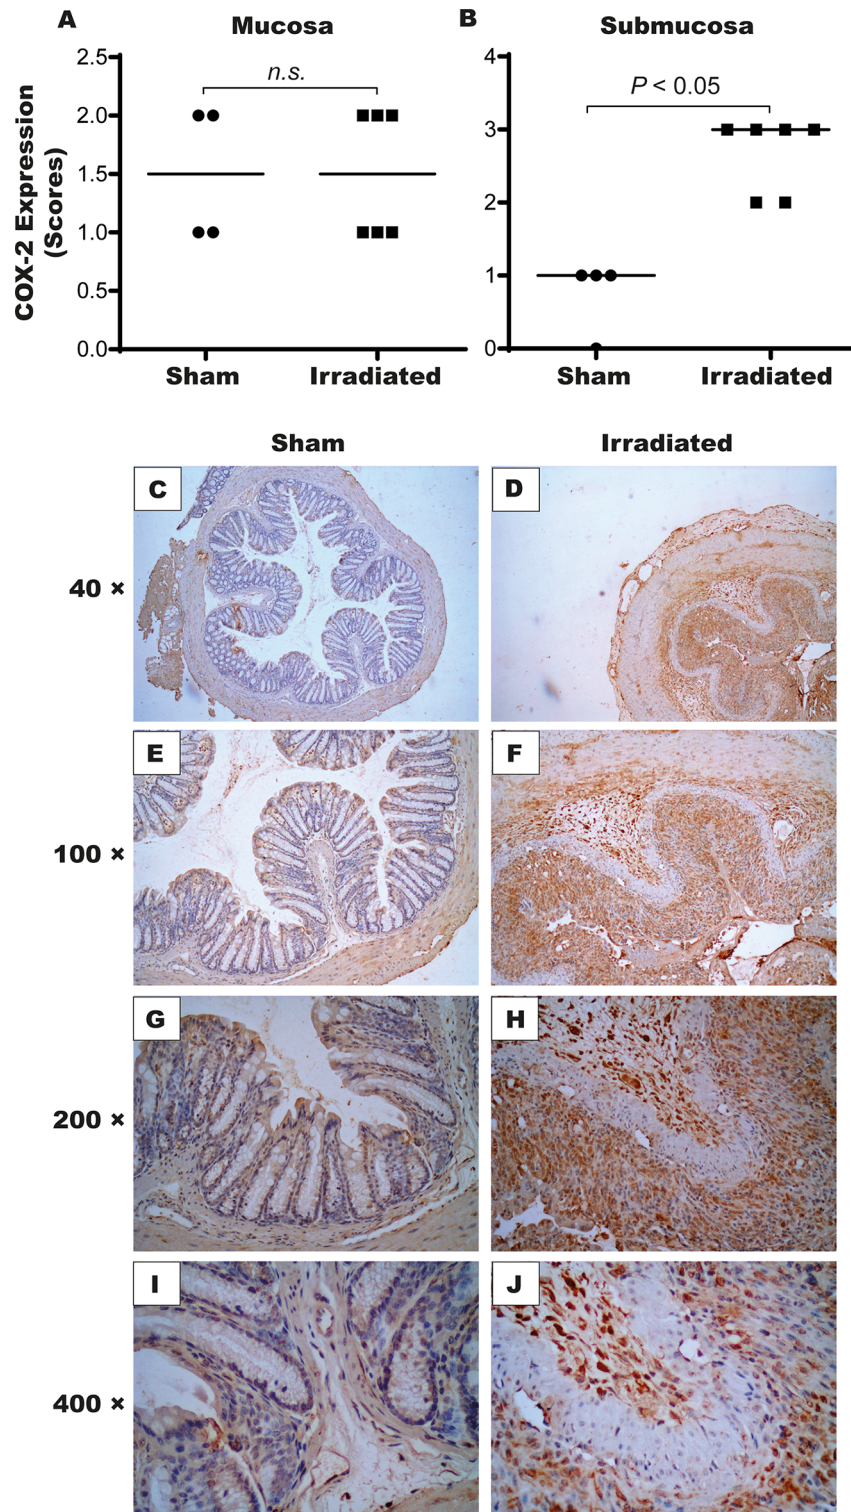 A
Mucosa
COX-2 Expression
(Scores)
2.5
2.0
1.5
1.0
0.5
0.0
n.s.
Sham
Irradiated
B
Submucosa
4
3
2
1
0
P < 0.05
Sham
Irradiated
Sham
Irradiated
40 ×
C
D
100 ×
E
F
200 ×
G
H
400 ×
I
J